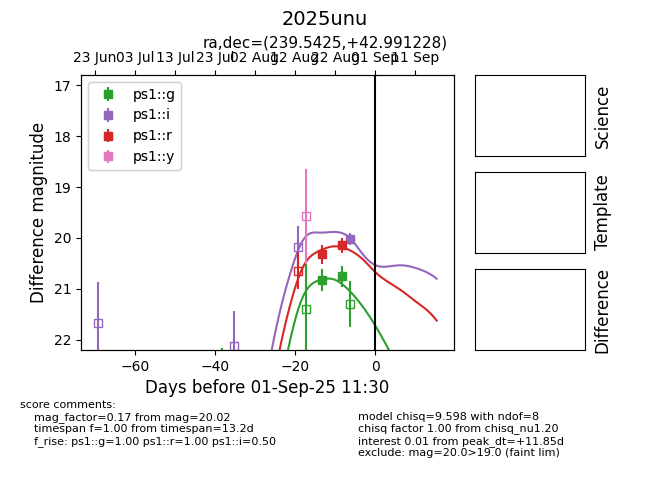 2025unu
ra,dec=(239.5425,+42.991228)
23 Jun 03 Jul 13 Jul 23 Jul 02 Aug 12 Aug 22 Aug 01 Sep 11 Sep
ps1::g
ps1::i
ps1::r
ps1::y
17
18
19
20
21
22
Difference magnitude
−60 −40 −20 0
Days before 01-Sep-25 11:30
Science
Template
Difference
score comments:
mag_factor=0.17 from mag=20.02
timespan f=1.00 from timespan=13.2d
f_rise: ps1::g=1.00 ps1::r=1.00 ps1::i=0.50
model chisq=9.598 with ndof=8
chisq factor 1.00 from chisq_nu1.20
interest 0.01 from peak_dt=+11.85d
exclude: mag=20.0>19.0 (faint lim)